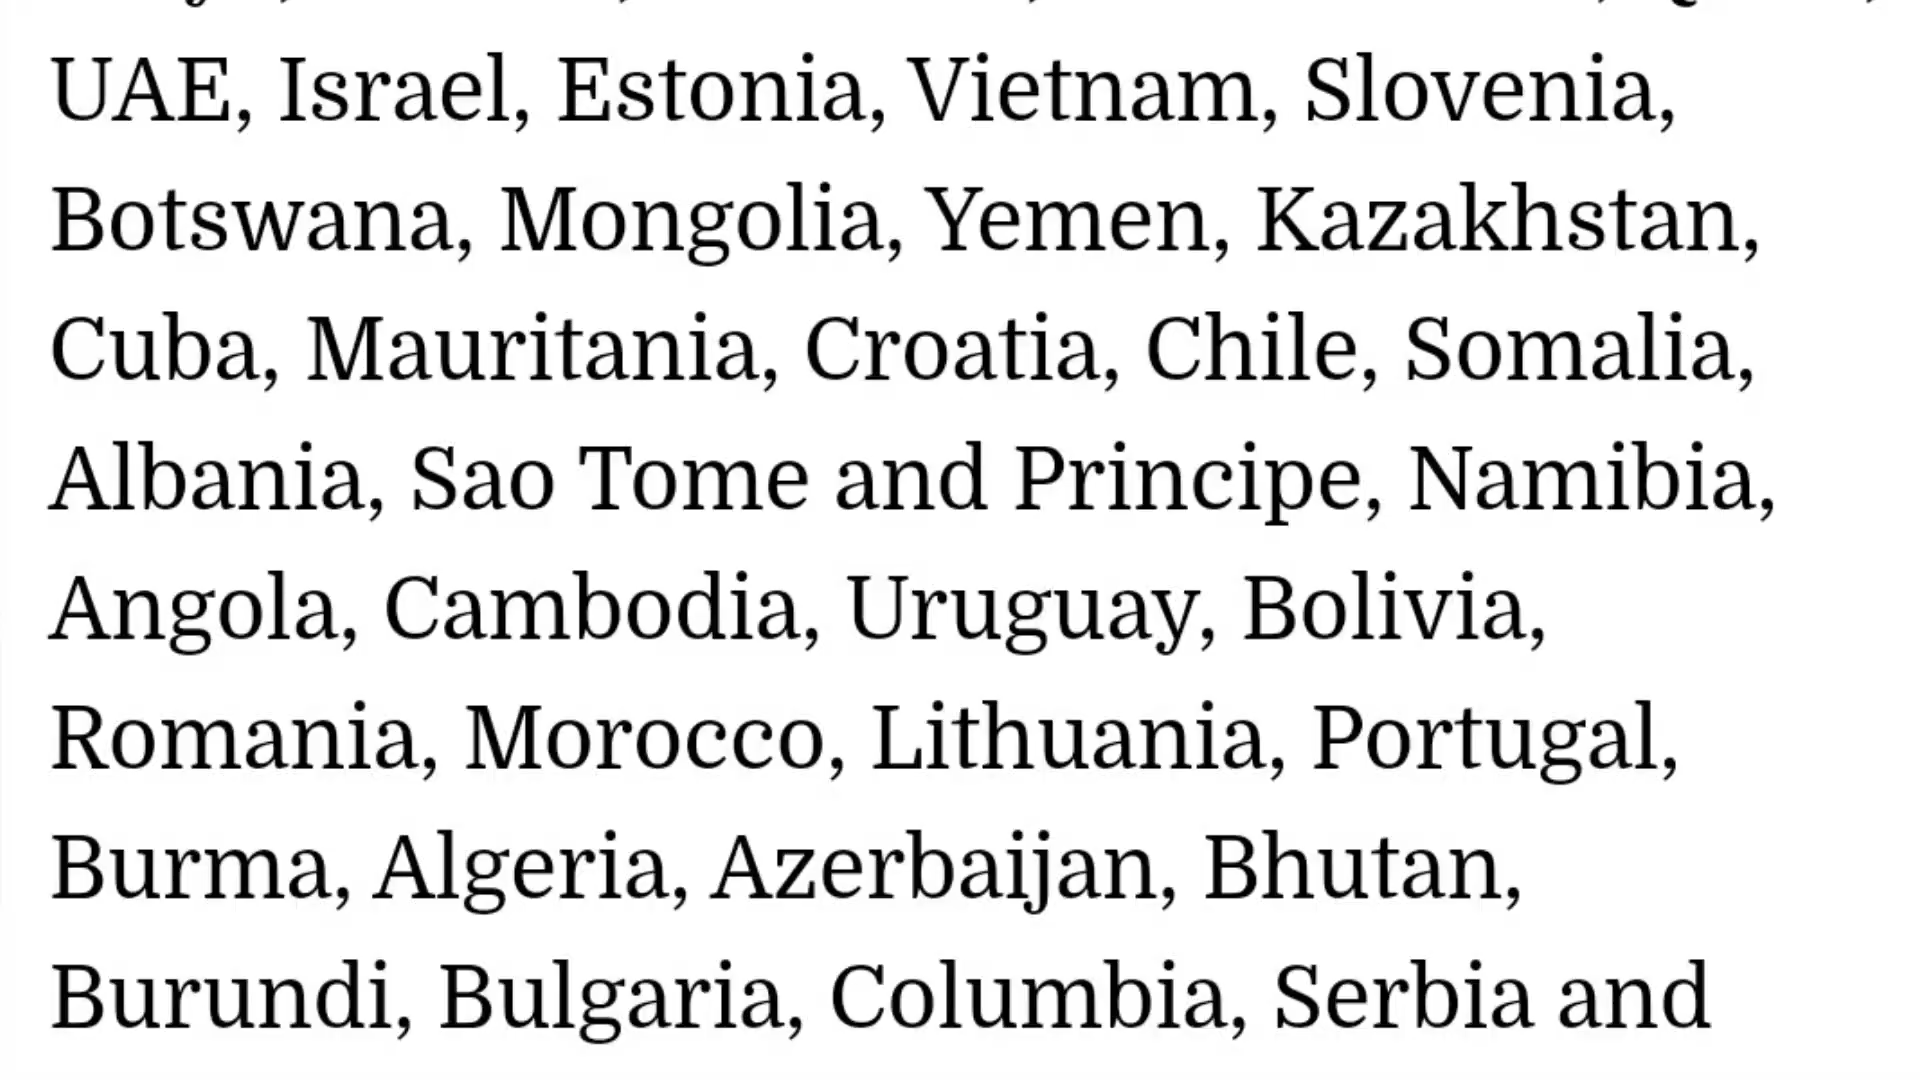 UAE, Israel, Estonia, Vietnam, Slovenia,
Botswana, Mongolia, Yemen, Kazakhstan,
Cuba, Mauritania, Croatia, Chile, Somalia,
Albania, Sao Tome and Principe, Namibia,
Angola, Cambodia, Uruguay, Bolivia,
Romania, Morocco, Lithuania, Portugal,
Burma, Algeria, Azerbaijan, Bhutan,
Burundi, Bulgaria, Columbia, Serbia and